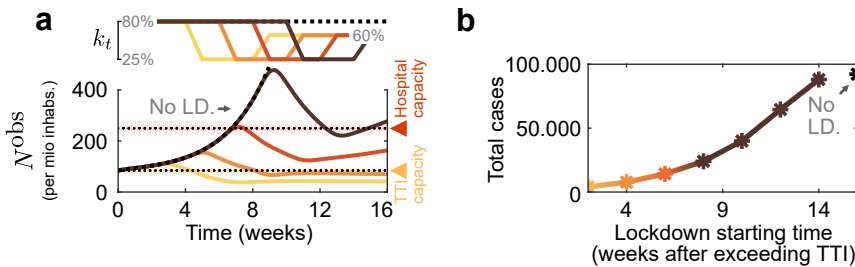 a
80%
k_t
60%
25%
400
No LD.
200
0
N^obs
(per mio inhabs.)
Hospital
capacity
TTI
capacity
0
4
8
12
16
Time (weeks)
b
100.000
50.000
0
Total cases
No
LD.
4
9
14
∞
Lockdown starting time
(weeks after exceeding TTI)